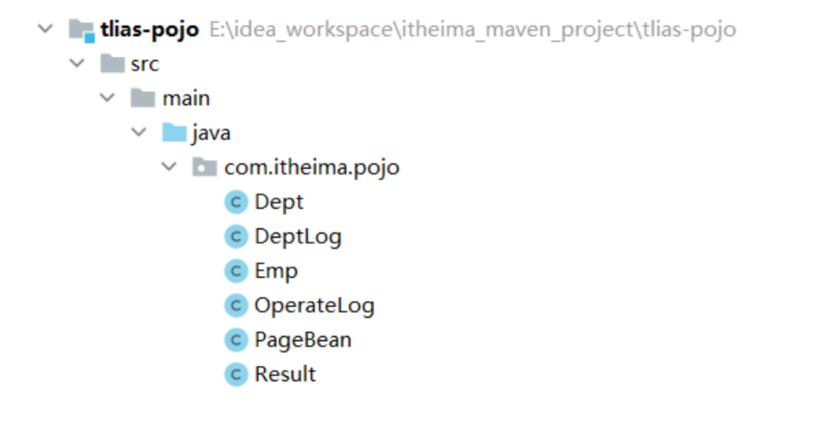 tlias-pojo E:\idea_workspace\itheima_maven_project\tlias-pojo
src
main
java
com.itheima.pojo
C Dept
C DeptLog
C Emp
C OperateLog
C PageBean
C Result